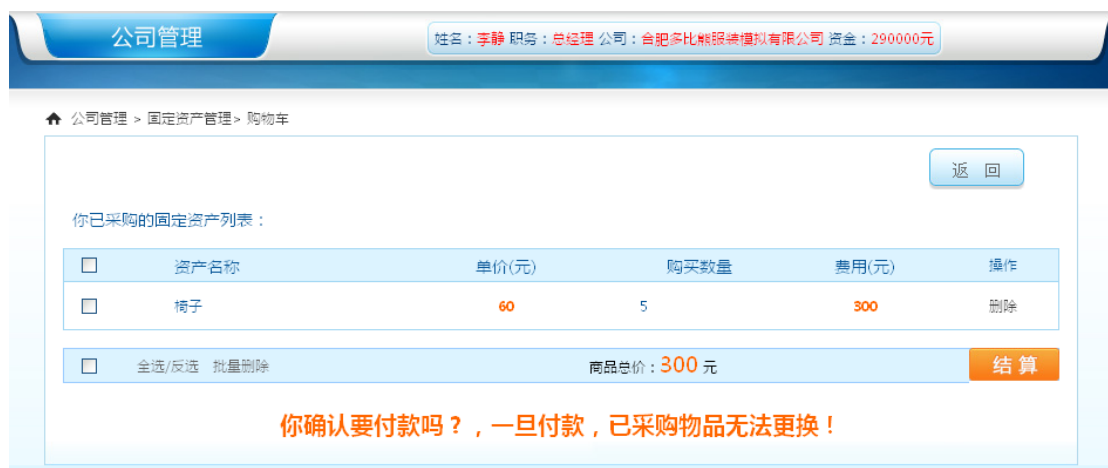 公司管理
姓名：李静 职务：总经理 公司：合肥多比熊服装模拟有限公司 资金：290000元
公司管理 > 固定资产管理> 购物车
返 回
你已采购的固定资产列表：
资产名称 单价(元) 购买数量 费用(元) 操作
椅子 60 5 300 删除
全选/反选 批量删除 商品总价：300 元 结 算
你确认要付款吗？，一旦付款，已采购物品无法更换！